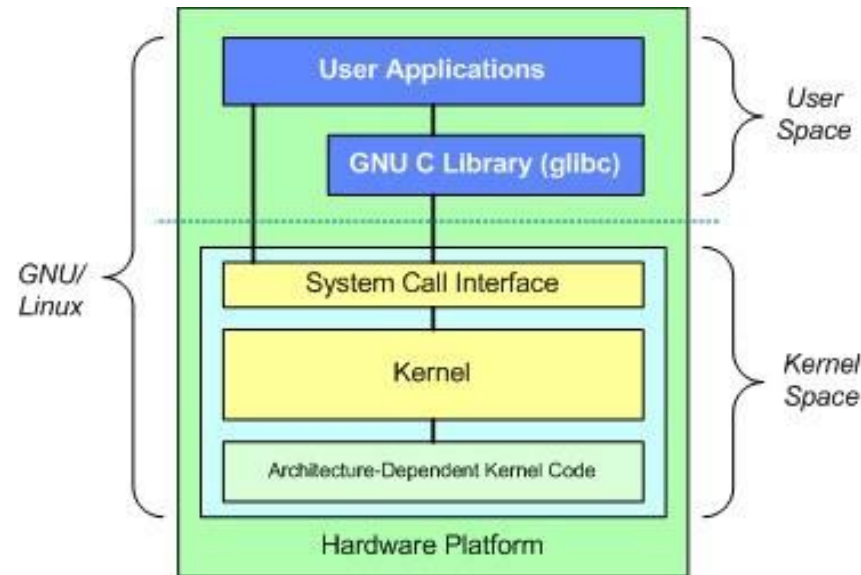 User Applications
GNU C Library (glibc)
User
Space
GNU/
Linux
System Call Interface
Kernel
Architecture-Dependent Kernel Code
Kernel
Space
Hardware Platform